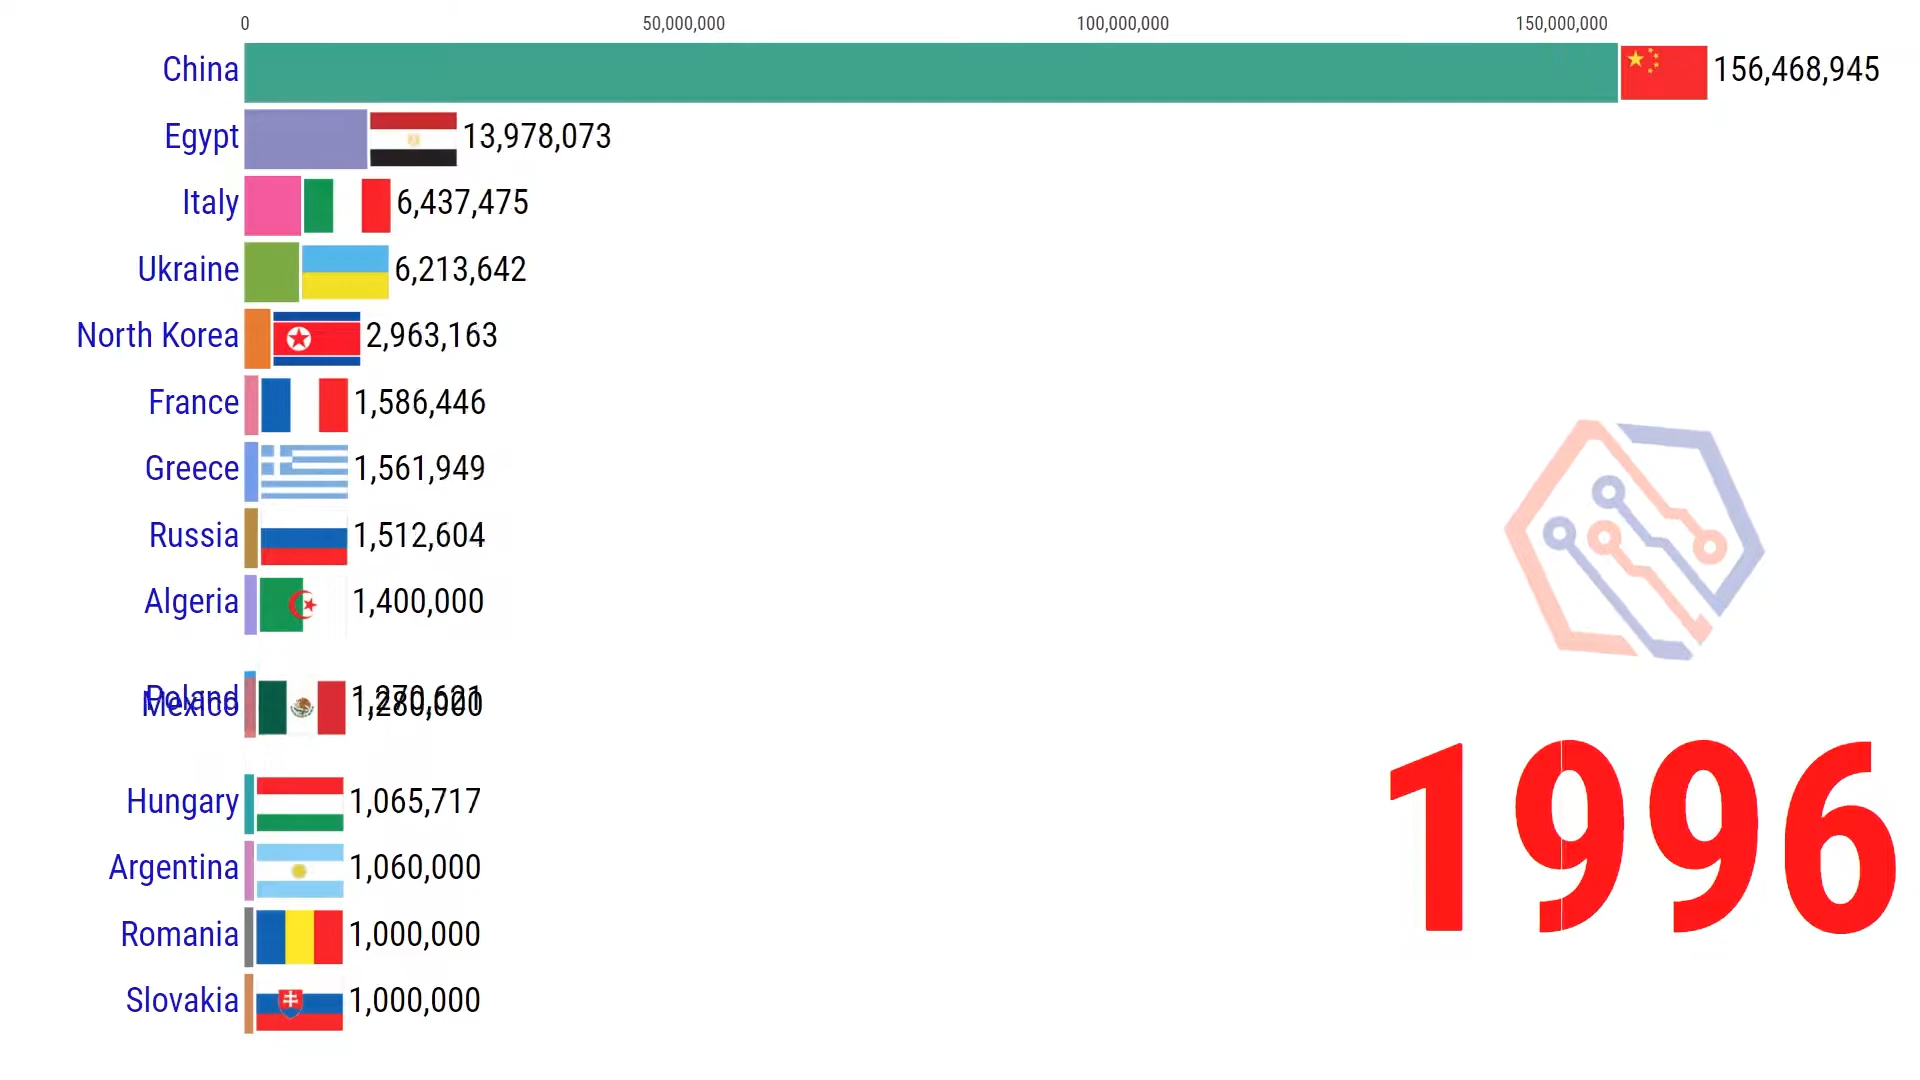 0 50,000,000 100,000,000 150,000,000
China 156,468,945
Egypt 13,978,073
Italy 6,437,475
Ukraine 6,213,642
North Korea 2,963,163
France 1,586,446
Greece 1,561,949
Russia 1,512,604
Algeria 1,400,000
Poland
Mexico
Hungary 1,065,717
Argentina 1,060,000
Romania 1,000,000
Slovakia 1,000,000
1996